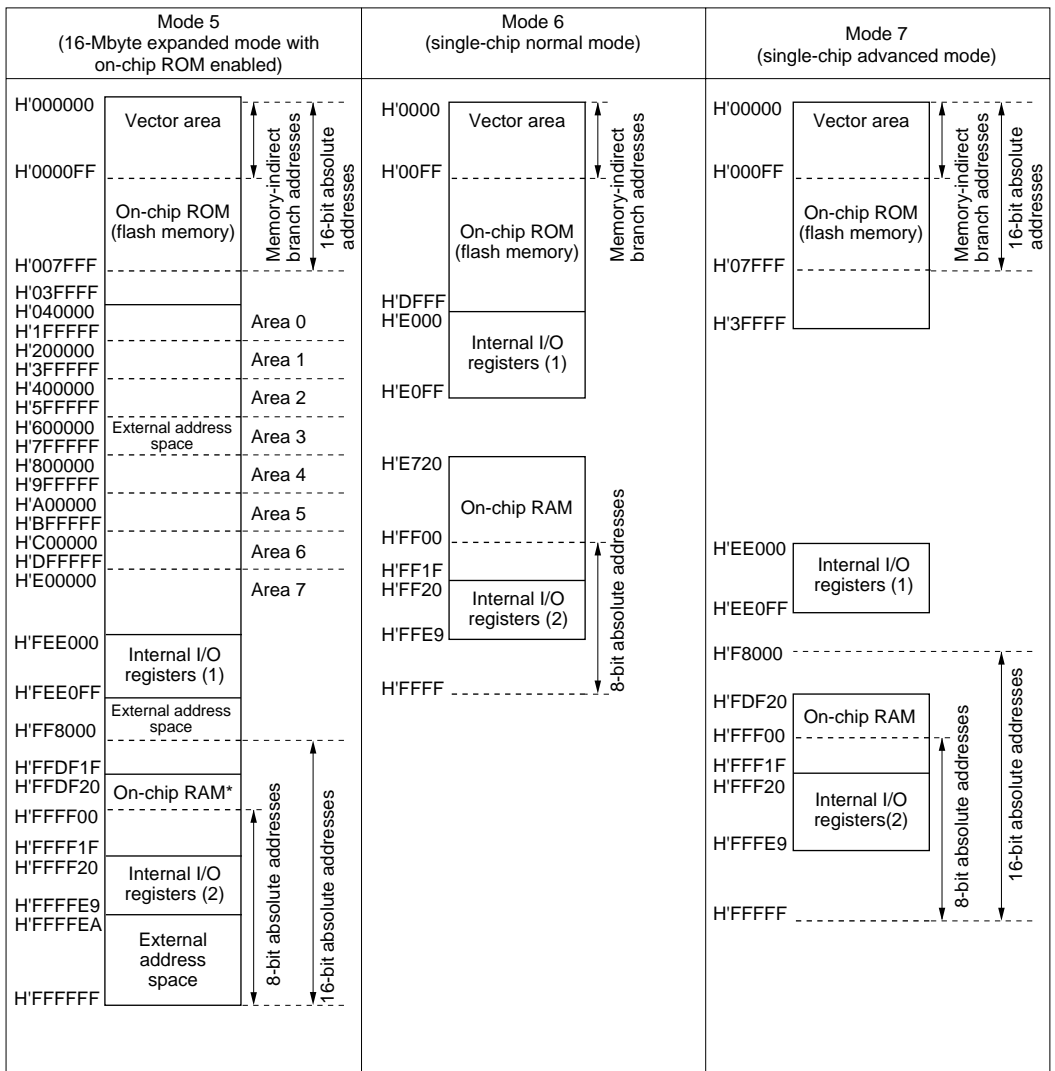 Mode 5
(16-Mbyte expanded mode with
on-chip ROM enabled)
H'000000
Vector area
H'0000FF
On-chip ROM
(flash memory)
H'007FFF
H'03FFFF
H'040000
H'1FFFFF
H'200000
H'3FFFFF
H'400000
H'5FFFFF
H'600000
H'7FFFFF
H'800000
H'9FFFFF
H'A00000
H'BFFFFF
H'C00000
H'DFFFFF
H'E00000
External address
space
Area 0
Area 1
Area 2
Area 3
Area 4
Area 5
Area 6
Area 7
H'FEE000
Internal I/O
registers (1)
H'FEE0FF
External address
space
H'FF8000
H'FFDF1F
H'FFDF20
On-chip RAM*
H'FFFF00
H'FFFF1F
H'FFFF20
Internal I/O
registers (2)
H'FFFFE9
H'FFFFEA
External
address
space
H'FFFFFF
Memory-indirect
branch addresses
16-bit absolute
addresses
8-bit absolute addresses
16-bit absolute addresses
Mode 6
(single-chip normal mode)
H'0000
Vector area
H'00FF
On-chip ROM
(flash memory)
H'DFFF
H'E000
Internal I/O
registers (1)
H'E0FF
H'E720
On-chip RAM
H'FF00
H'FF1F
H'FF20
Internal I/O
registers (2)
H'FFE9
H'FFFF
Memory-indirect
branch addresses
8-bit absolute addresses
Mode 7
(single-chip advanced mode)
H'00000
Vector area
H'000FF
On-chip ROM
(flash memory)
H'07FFF
H'3FFFF
Memory-indirect
branch addresses
16-bit absolute
addresses
H'EE000
Internal I/O
registers (1)
H'EE0FF
H'F8000
H'FDF20
On-chip RAM
H'FFF00
H'FFF1F
H'FFF20
Internal I/O
registers(2)
H'FFFE9
H'FFFFF
8-bit absolute addresses
16-bit absolute addresses